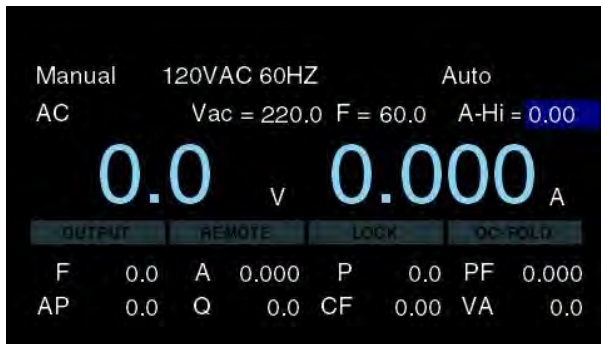 Manual 120VAC 60HZ Auto
AC Vac = 220.0 F = 60.0 A-Hi = 0.00
0.0 V 0.000 A
OUTPUT REMOTE LOCK OC-FOLD
F 0.0 A 0.000 P 0.0 PF 0.000
AP 0.0 Q 0.0 CF 0.00 VA 0.0